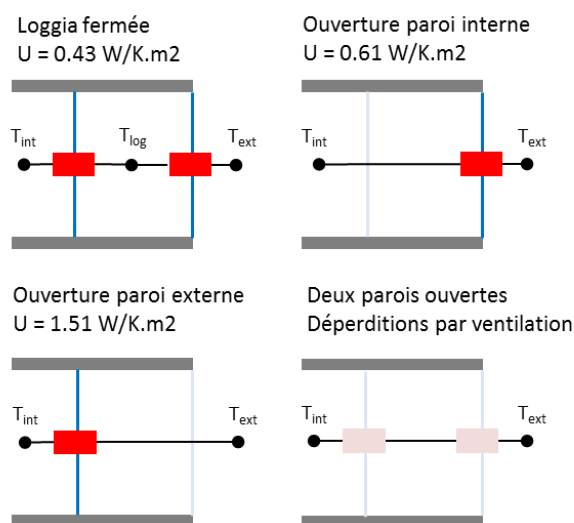 Loggia fermée
U = 0.43 W/K.m2
Tint
Tlog
Text
Ouverture paroi interne
U = 0.61 W/K.m2
Tint
Text
Ouverture paroi externe
U = 1.51 W/K.m2
Tint
Text
Deux parois ouvertes
Déperditions par ventilation
Tint
Text